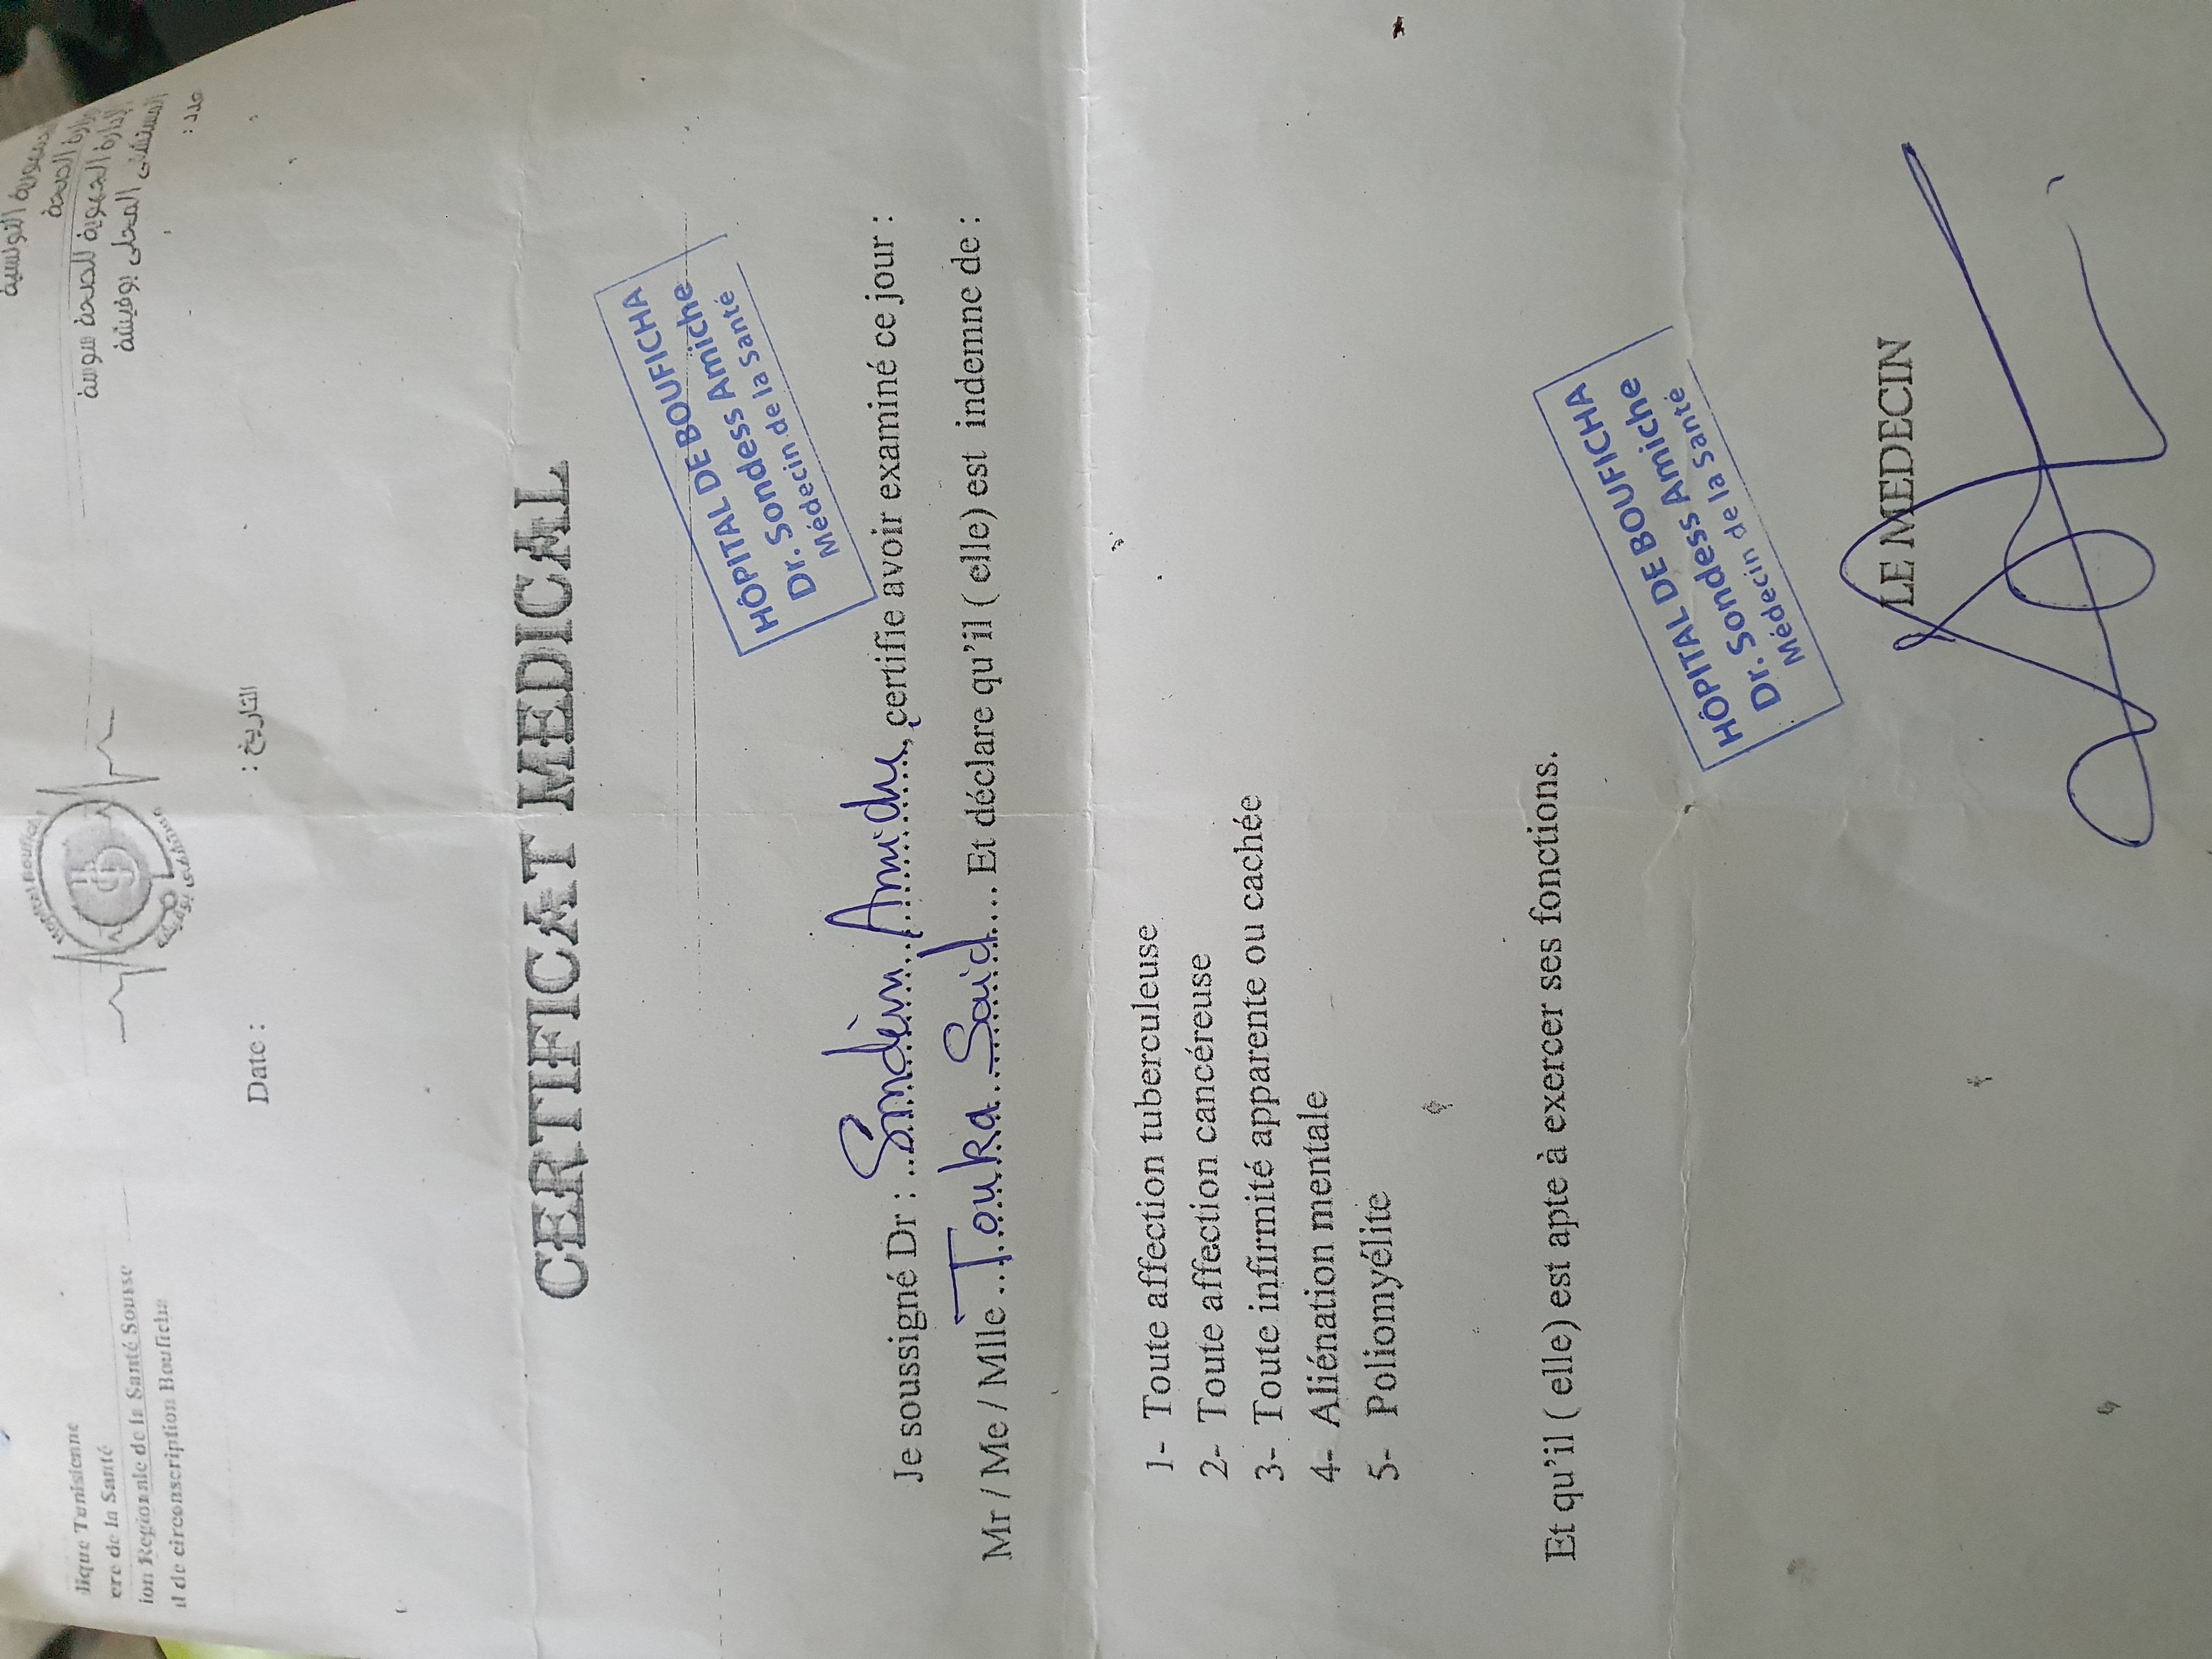 lique Tunisienne
ere de la Santé
ion Regionale de la Santé Sousse
il de circonscription Bouficha
Hopital Bouficha
الجمهورية التونسية
وزارة الصحة
الإدارة الجهوية للصحة سوسة
المستشفى المحلي بوفيشة
عدد :
Date :
التاريخ :
CERTIFICAT MEDICAL
HÔPITAL DE BOUFICHA
Dr. Sondess Amiche
Médecin de la Santé
Je soussigné Dr : Sondess Amiche, certifie avoir examiné ce jour :
Mr / Me / Mlle Touka Said Et déclare qu'il ( elle) est indemne de :
1- Toute affection tuberculeuse
2- Toute affection cancéreuse
3- Toute infirmité apparente ou cachée
4- Aliénation mentale
5- Poliomyélite
Et qu'il ( elle) est apte à exercer ses fonctions.
HÔPITAL DE BOUFICHA
Dr. Sondess Amiche
Médecin de la Santé
LE MEDECIN